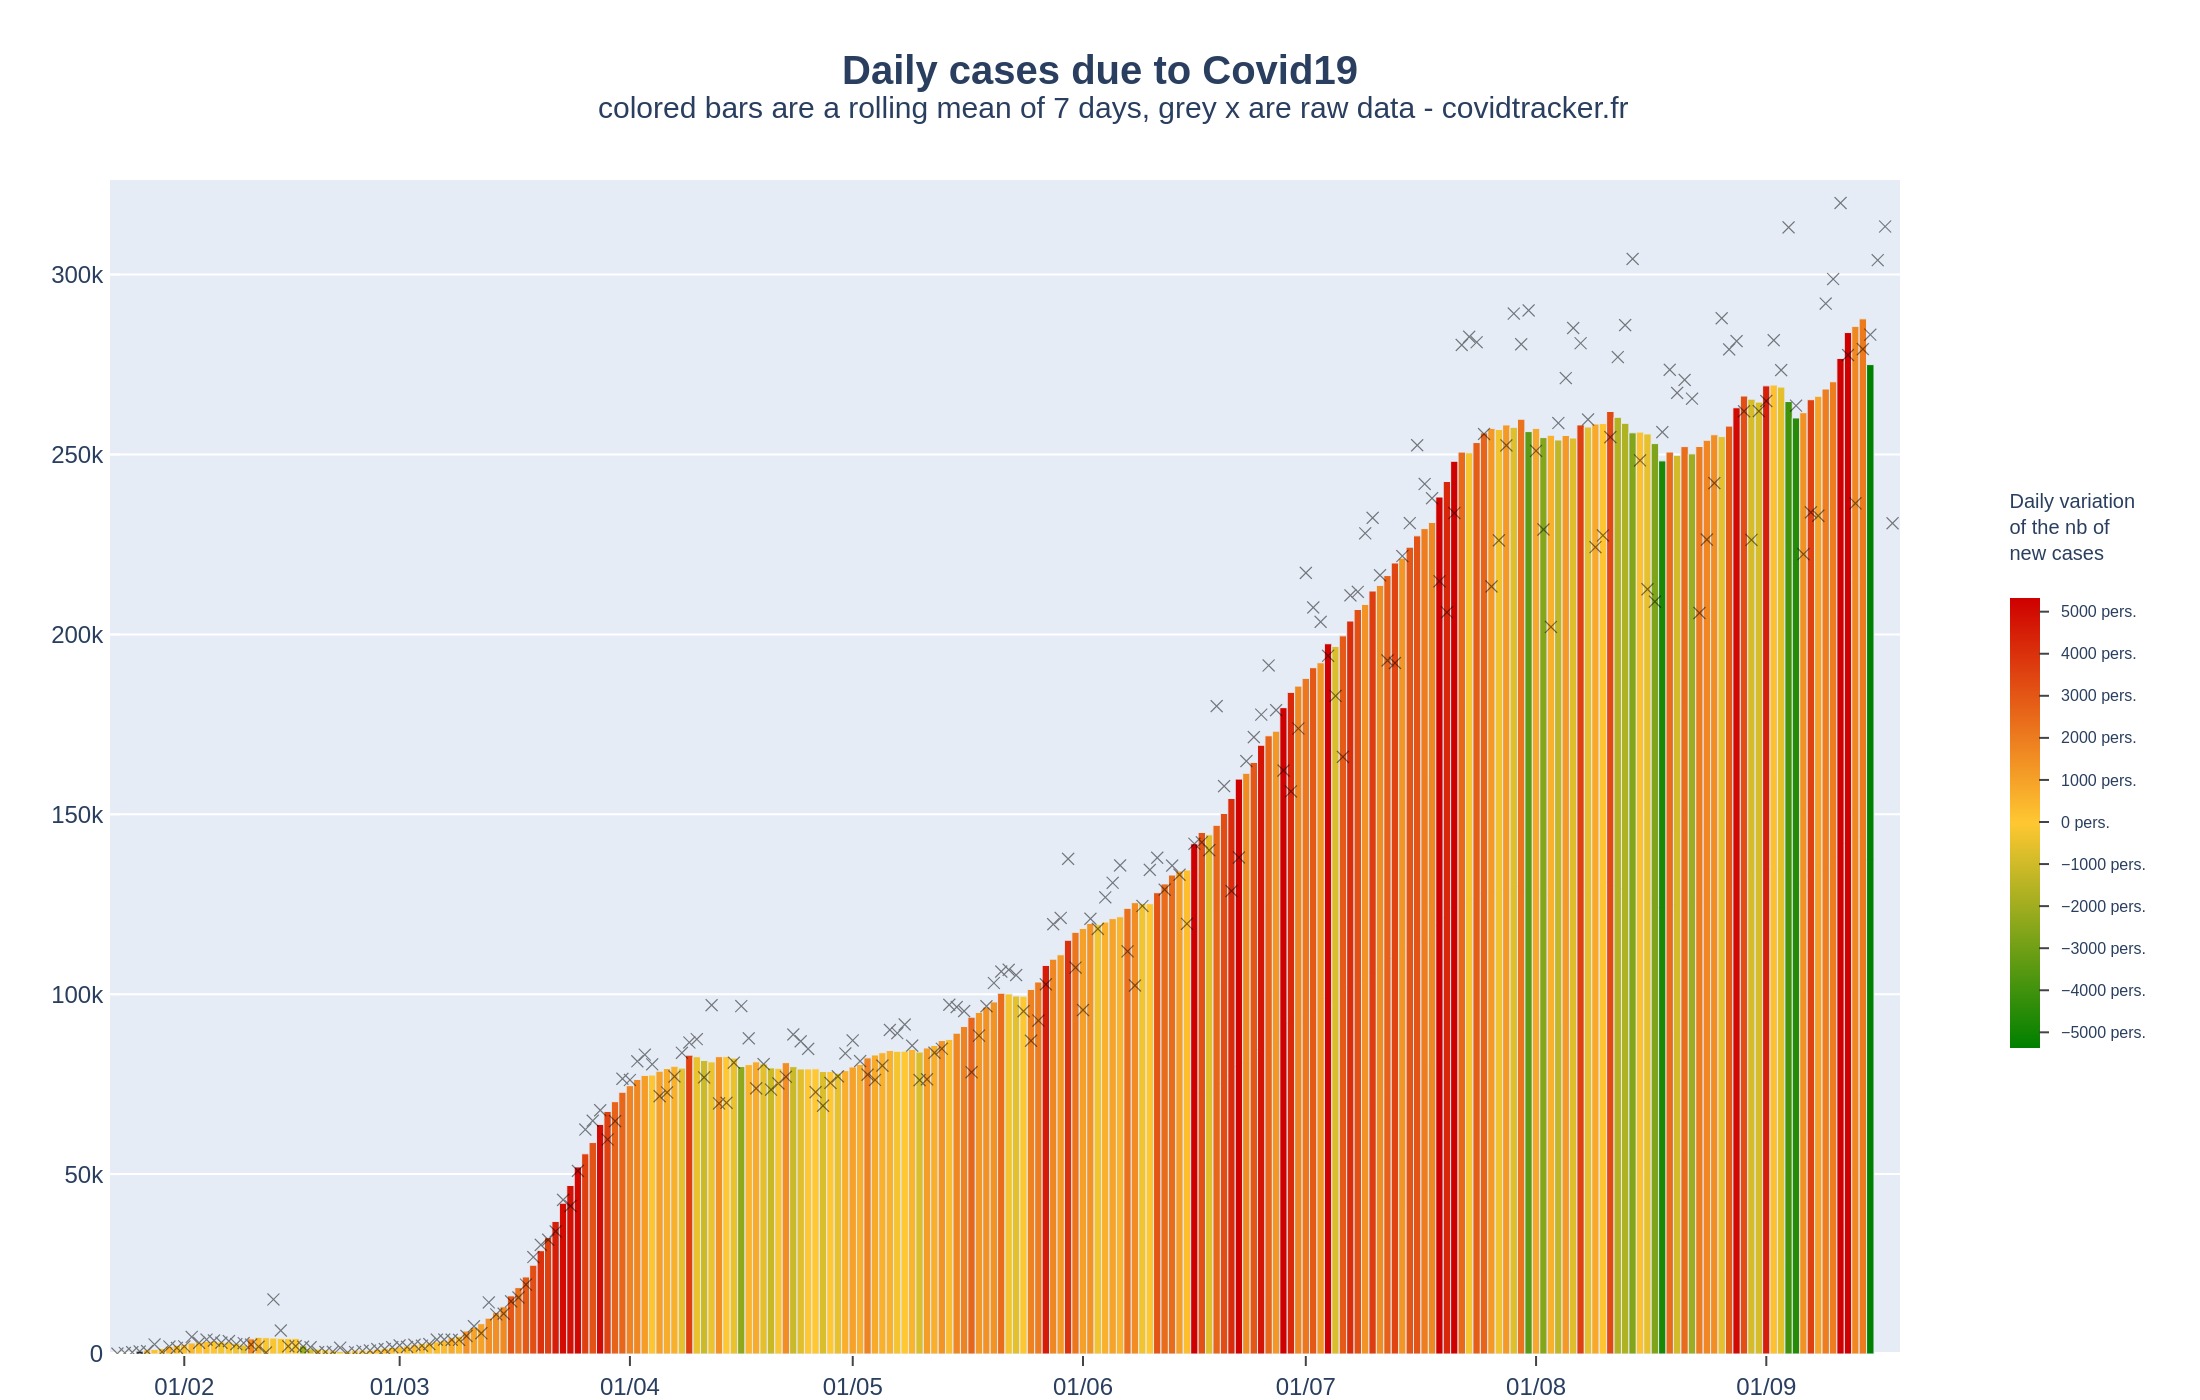 Daily cases due to Covid19
colored bars are a rolling mean of 7 days, grey x are raw data - covidtracker.fr
300k
250k
200k
150k
100k
50k
0
01/02 01/03 01/04 01/05 01/06 01/07 01/08 01/09
Daily variation
of the nb of
new cases
5000 pers.
4000 pers.
3000 pers.
2000 pers.
1000 pers.
0 pers.
−1000 pers.
−2000 pers.
−3000 pers.
−4000 pers.
−5000 pers.